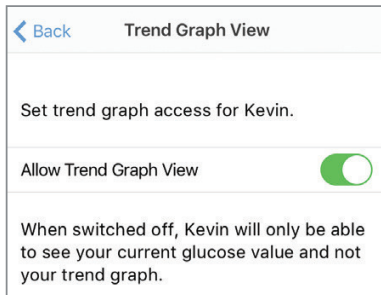 Back Trend Graph View
Set trend graph access for Kevin.
Allow Trend Graph View
When switched off, Kevin will only be able
to see your current glucose value and not
your trend graph.